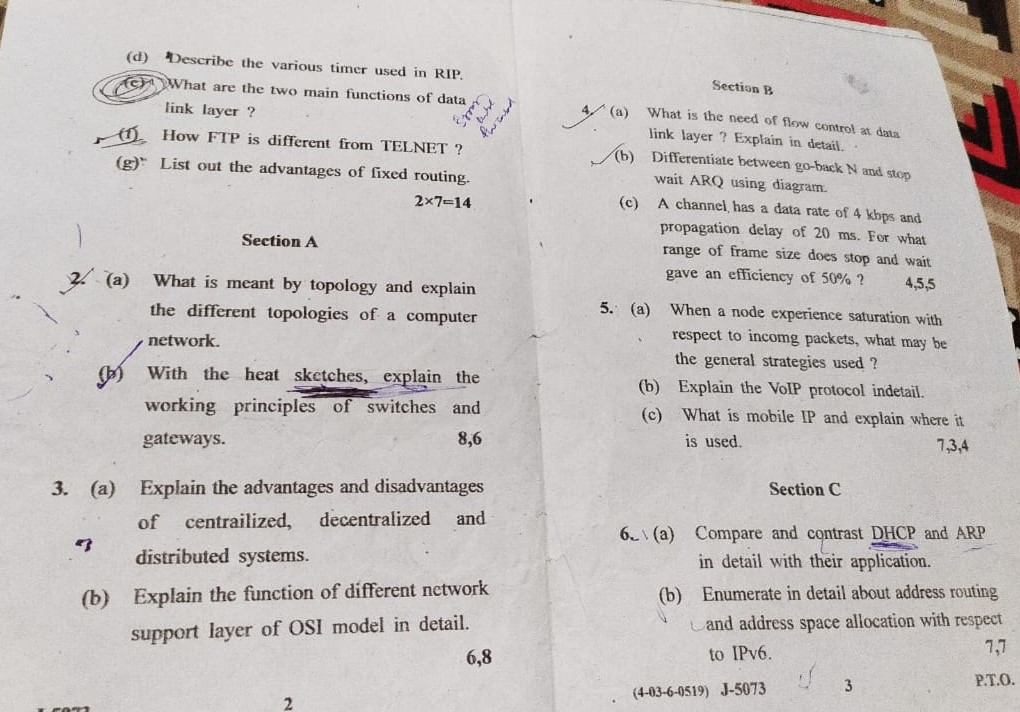 (d) Describe the various timer used in RIP.
(e) What are the two main functions of data
link layer ?
(f) How FTP is different from TELNET ?
(g) List out the advantages of fixed routing.
2×7=14
Section A
2. (a) What is meant by topology and explain
the different topologies of a computer
network.
(b) With the heat sketches, explain the
working principles of switches and
gateways. 8,6
3. (a) Explain the advantages and disadvantages
of centrailized, decentralized and
distributed systems.
(b) Explain the function of different network
support layer of OSI model in detail.
6,8
2
Section B
4. (a) What is the need of flow control at data
link layer ? Explain in detail.
(b) Differentiate between go-back N and stop
wait ARQ using diagram.
(c) A channel has a data rate of 4 kbps and
propagation delay of 20 ms. For what
range of frame size does stop and wait
gave an efficiency of 50% ? 4,5,5
5. (a) When a node experience saturation with
respect to incomg packets, what may be
the general strategies used ?
(b) Explain the VoIP protocol indetail.
(c) What is mobile IP and explain where it
is used. 7,3,4
Section C
6. (a) Compare and contrast DHCP and ARP
in detail with their application.
(b) Enumerate in detail about address routing
and address space allocation with respect
to IPv6. 7,7
(4-03-6-0519) J-5073 3 P.T.O.